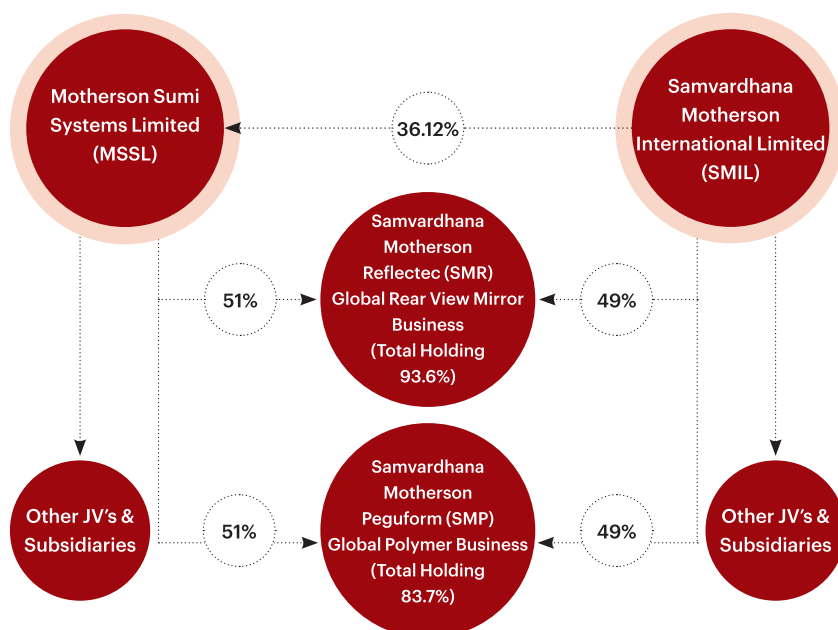 Motherson Sumi
Systems Limited
(MSSL)
36.12%
Samvardhana
Motherson
International Limited
(SMIL)
51%
Samvardhana
Motherson
Reflectec (SMR)
Global Rear View Mirror
Business
(Total Holding
93.6%)
49%
Other JV's &
Subsidiaries
51%
Samvardhana
Motherson
Peguform (SMP)
Global Polymer Business
(Total Holding
83.7%)
49%
Other JV's &
Subsidiaries